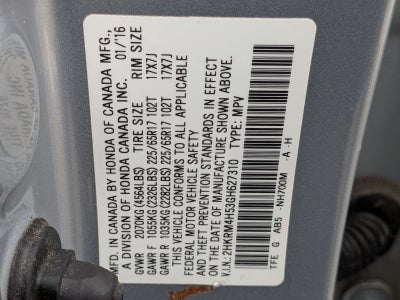 MFD. IN CANADA BY HONDA OF CANADA MFG.,
A DIVISION OF HONDA CANADA INC. 01/16
GVWR 2070KG (4564LBS) TIRE SIZE RIM SIZE
GAWR F 1055KG (2326LBS) 225/65R17 102T 17X7J
GAWR R 1035KG (2282LBS) 225/65R17 102T 17X7J
THIS VEHICLE CONFORMS TO ALL APPLICABLE
FEDERAL MOTOR VEHICLE SAFETY
AND THEFT PREVENTION STANDARDS IN EFFECT
ON THE DATE OF MANUFACTURE SHOWN ABOVE.
V.I.N.: 2HKRM4H53GH627310 TYPE: MPV
TFE G AB5 NH700M -A -H